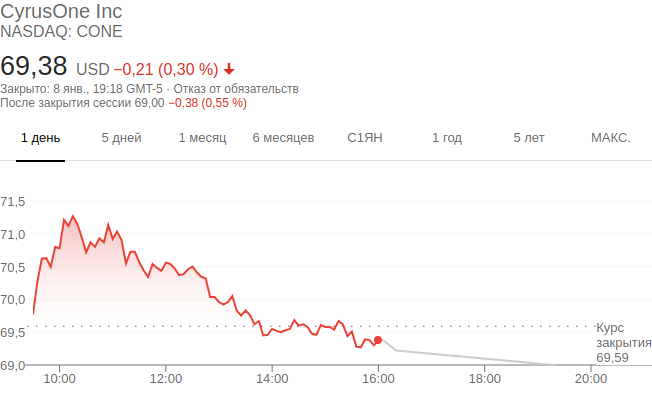 CyrusOne Inc
NASDAQ: CONE
69,38 USD −0,21 (0,30 %)
Закрыто: 8 янв., 19:18 GMT-5 · Отказ от обязательств
После закрытия сессии 69,00 −0,38 (0,55 %)
1 день 5 дней 1 месяц 6 месяцев С1ЯН 1 год 5 лет МАКС.
71,5
71,0
70,5
70,0
69,5
69,0
Курс
закрытия
69,59
10:00 12:00 14:00 16:00 18:00 20:00